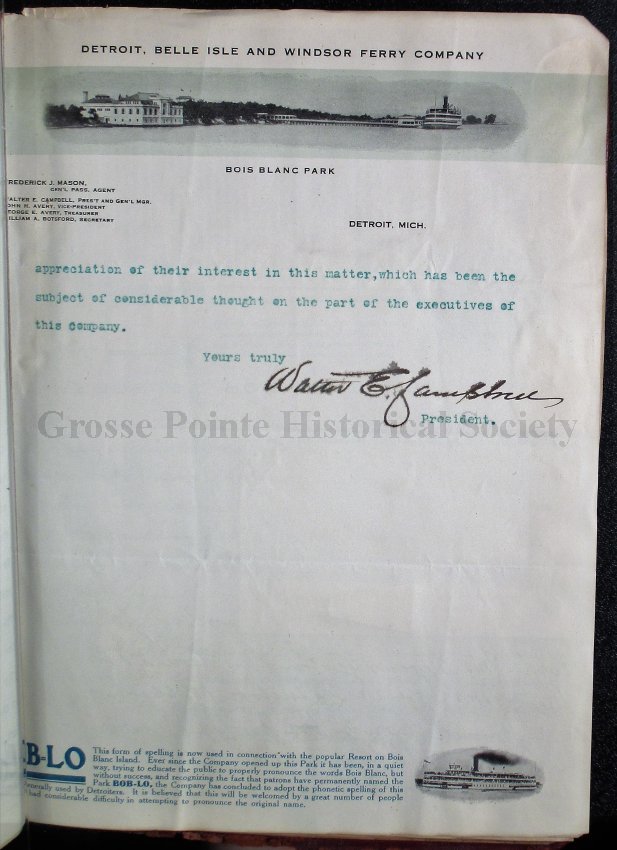 DETROIT, BELLE ISLE AND WINDSOR FERRY COMPANY
BOIS BLANC PARK
REDERICK J. MASON,
GEN'L PASS. AGENT
ALTER E. CAMPBELL, PRES'T AND GEN'L MGR.
OHN H. AVERY, VICE-PRESIDENT
EORGE E. AVERY, TREASURER
ILLIAM A. BOTSFORD, SECRETARY
DETROIT, MICH.
appreciation of their interest in this matter,which has been the
subject of considerable thought on the part of the executives of
this Company.
Yours truly
Walter E. Campbell
President.
Grosse Pointe Historical Society
B-LO
This form of spelling is now used in connection with the popular Resort on Bois
Blanc Island. Ever since the Company opened up this Park it has been, in a quiet
way, trying to educate the public to properly pronounce the words Bois Blanc, but
without success, and recognizing the fact that patrons have permanently named the
Park BOB-LO, the Company has concluded to adopt the phonetic spelling of this
generally used by Detroiters. It is believed that this will be welcomed by a great number of people
had considerable difficulty in attempting to pronounce the original name.